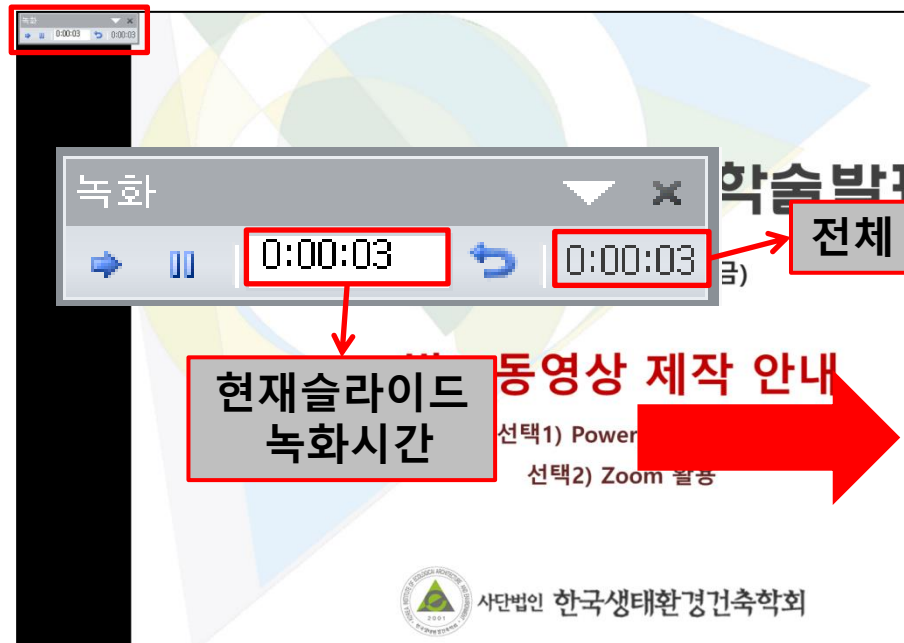 녹화
0:00:03 0:00:03
학술발표
녹화
0:00:03 0:00:03
전체
금)
동영상 제작 안내
현재슬라이드
녹화시간
선택1) Power
선택2) Zoom 활용
2001
사단법인 한국생태환경건축학회